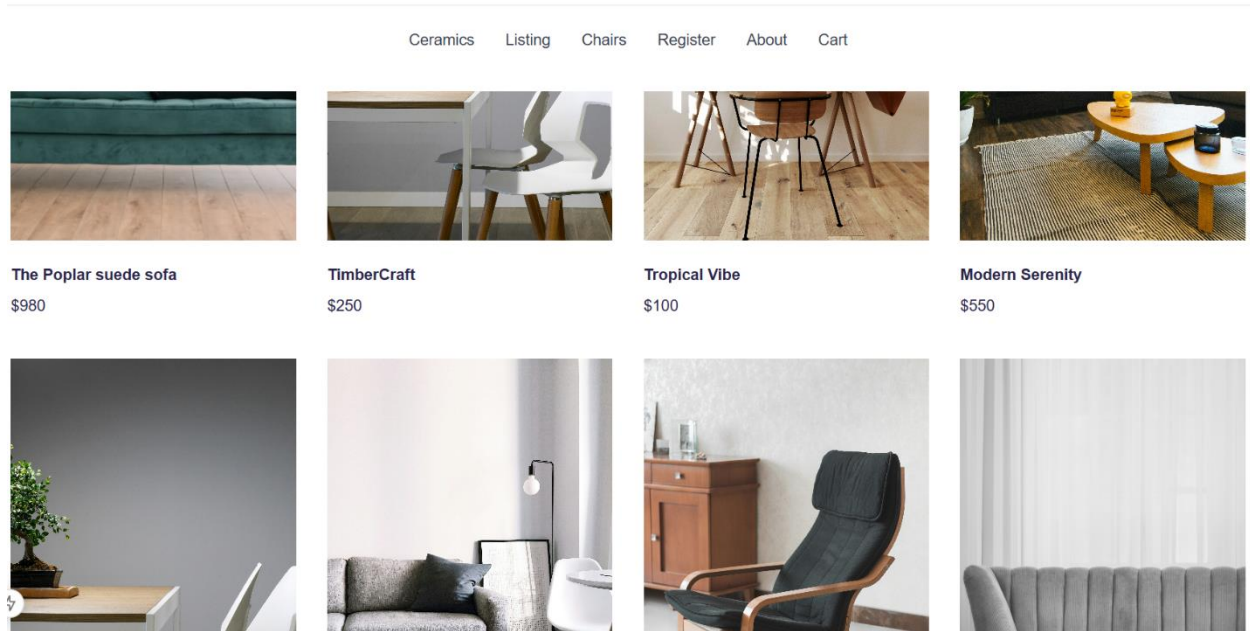 Ceramics Listing Chairs Register About Cart
The Poplar suede sofa TimberCraft Tropical Vibe Modern Serenity
$980 $250 $100 $550